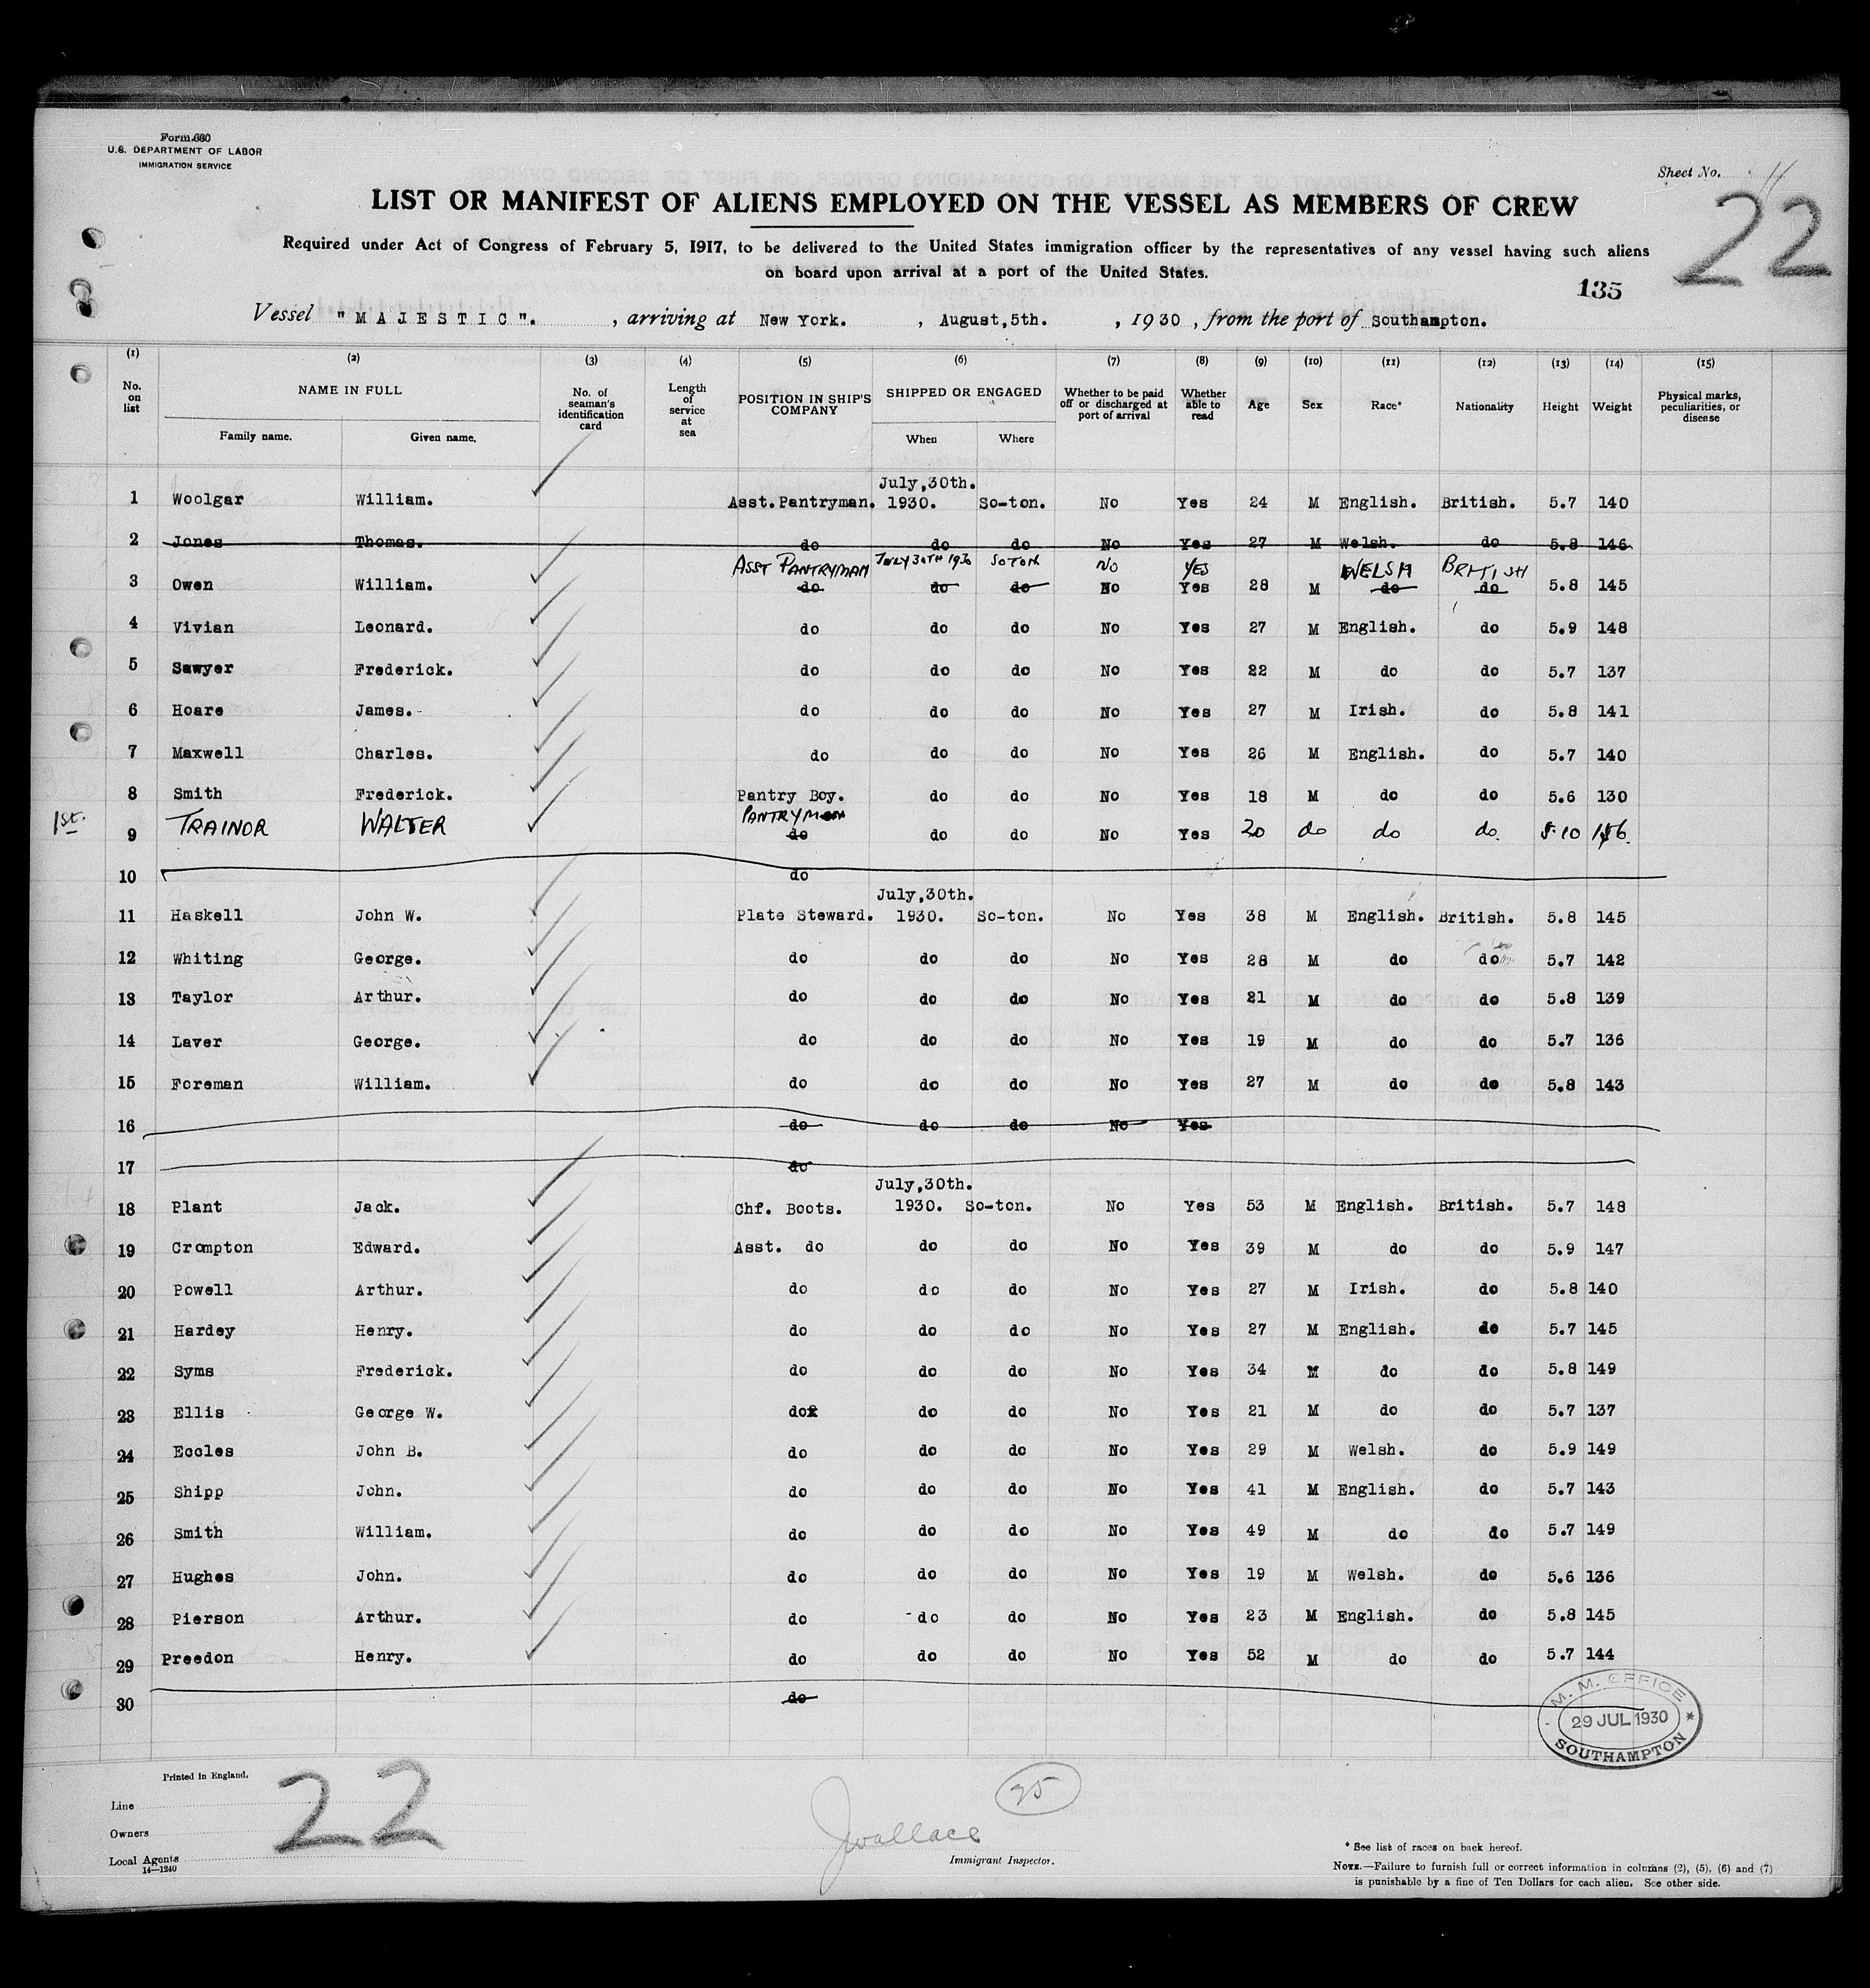 Form 680
U.S. DEPARTMENT OF LABOR
IMMIGRATION SERVICE
Sheet No. 11
22
LIST OR MANIFEST OF ALIENS EMPLOYED ON THE VESSEL AS MEMBERS OF CREW
Required under Act of Congress of February 5, 1917, to be delivered to the United States immigration officer by the representatives of any vessel having such aliens
on board upon arrival at a port of the United States.
135
Vessel "MAJESTIC". , arriving at New York. , August,5th. , 1930 , from the port of Southampton.
(1) (2) (3) (4) (5) (6) (7) (8) (9) (10) (11) (12) (13) (14) (15)
No. on list NAME IN FULL Family name. Given name. No. of seaman's identification card Length of service at sea POSITION IN SHIP'S COMPANY SHIPPED OR ENGAGED When Where Whether to be paid off or discharged at port of arrival Whether able to read Age Sex Race* Nationality Height Weight Physical marks, peculiarities, or disease
July,30th.
1 Woolgar William. Asst.Pantryman. 1930. So-ton. No Yes 24 M English. British. 5.7 140
2 Jones Thomas. do do do No Yes 27 M Welsh. do 5.8 146
ASST PANTRYMAN JULY 30TH 1930 SOTON NO YES WELSH BRITISH
3 Owen William. do do do No Yes 28 M do do 5.8 145
4 Vivian Leonard. do do do No Yes 27 M English. do 5.9 148
5 Sawyer Frederick. do do do No Yes 22 M do do 5.7 137
6 Hoare James. do do do No Yes 27 M Irish. do 5.8 141
7 Maxwell Charles. do do do No Yes 26 M English. do 5.7 140
8 Smith Frederick. Pantry Boy. do do No Yes 18 M do do 5.6 130
PANTRYMAN
1st. 9 TRAINOR WALTER do do do No Yes 20 do do do. 5.10 156.
10 do
July,30th.
11 Haskell John W. Plate Steward. 1930. So-ton. No Yes 38 M English. British. 5.8 145
12 Whiting George. do do do No Yes 28 M do do 5.7 142
13 Taylor Arthur. do do do No Yes 21 M do do 5.8 139
14 Laver George. do do do No Yes 19 M do do 5.7 136
15 Foreman William. do do do No Yes 27 M do do 5.8 143
16 do do do No Yes
17 do
July,30th.
18 Plant Jack. Chf. Boots. 1930. So-ton. No Yes 53 M English. British. 5.7 148
19 Crompton Edward. Asst. do do do No Yes 39 M do do 5.9 147
20 Powell Arthur. do do do No Yes 27 M Irish. do 5.8 140
21 Hardey Henry. do do do No Yes 27 M English. do 5.7 145
22 Syms Frederick. do do do No Yes 34 M do do 5.8 149
23 Ellis George W. do do do No Yes 21 M do do 5.7 137
24 Eccles John B. do do do No Yes 29 M Welsh. do 5.9 149
25 Shipp John. do do do No Yes 41 M English. do 5.7 143
26 Smith William. do do do No Yes 49 M do do 5.7 149
27 Hughes John. do do do No Yes 19 M Welsh. do 5.6 136
28 Pierson Arthur. do do do No Yes 23 M English. do 5.8 145
29 Preedon Henry. do do do No Yes 52 M do do 5.7 144
30 do
M. M. OFFICE
29 JUL 1930
SOUTHAMPTON
Printed in England.
22
25
Line
Owners
Local Agents
14—1240
JWallace
Immigrant Inspector.
* See list of races on back hereof.
NOTE.—Failure to furnish full or correct information in columns (2), (5), (6) and (7)
is punishable by a fine of Ten Dollars for each alien. See other side.